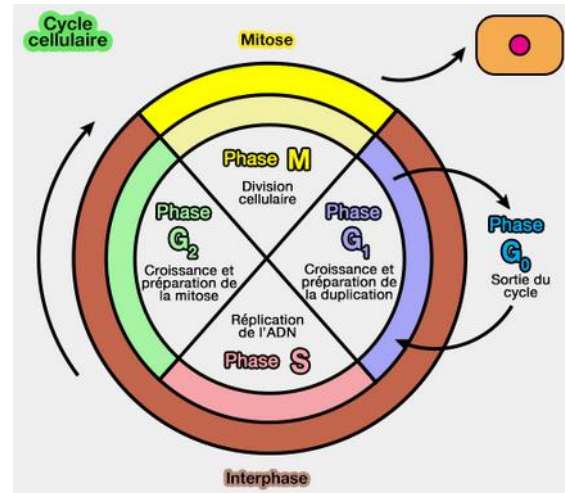 Cycle
cellulaire
Mitose
Phase M
Division
cellulaire
Phase
G₂
Croissance et
préparation de
la mitose
Phase
G₁
Croissance et
préparation de
la duplication
Phase
G₀
Sortie du
cycle
Réplication
de l'ADN
Phase S
Interphase